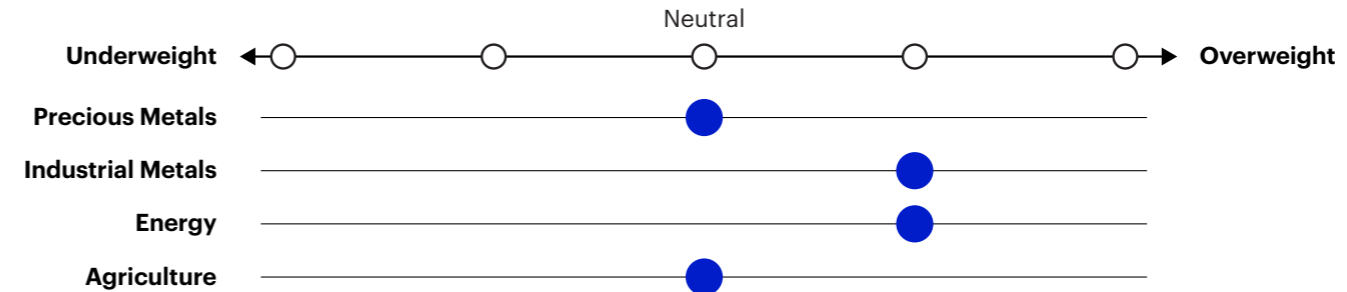 Neutral
Underweight Overweight
Precious Metals
Industrial Metals
Energy
Agriculture